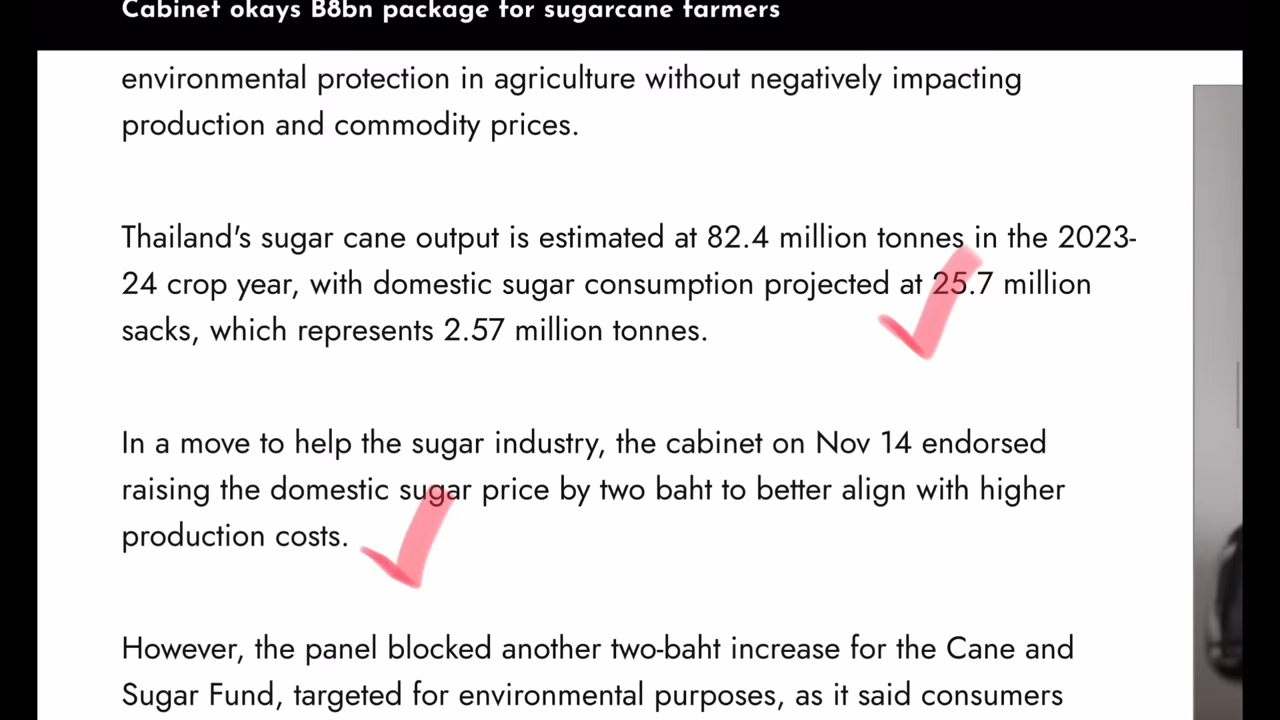 Cabinet okays B8bn package for sugarcane farmers
environmental protection in agriculture without negatively impacting
production and commodity prices.
Thailand's sugar cane output is estimated at 82.4 million tonnes in the 2023-
24 crop year, with domestic sugar consumption projected at 25.7 million
sacks, which represents 2.57 million tonnes.
In a move to help the sugar industry, the cabinet on Nov 14 endorsed
raising the domestic sugar price by two baht to better align with higher
production costs.
However, the panel blocked another two-baht increase for the Cane and
Sugar Fund, targeted for environmental purposes, as it said consumers